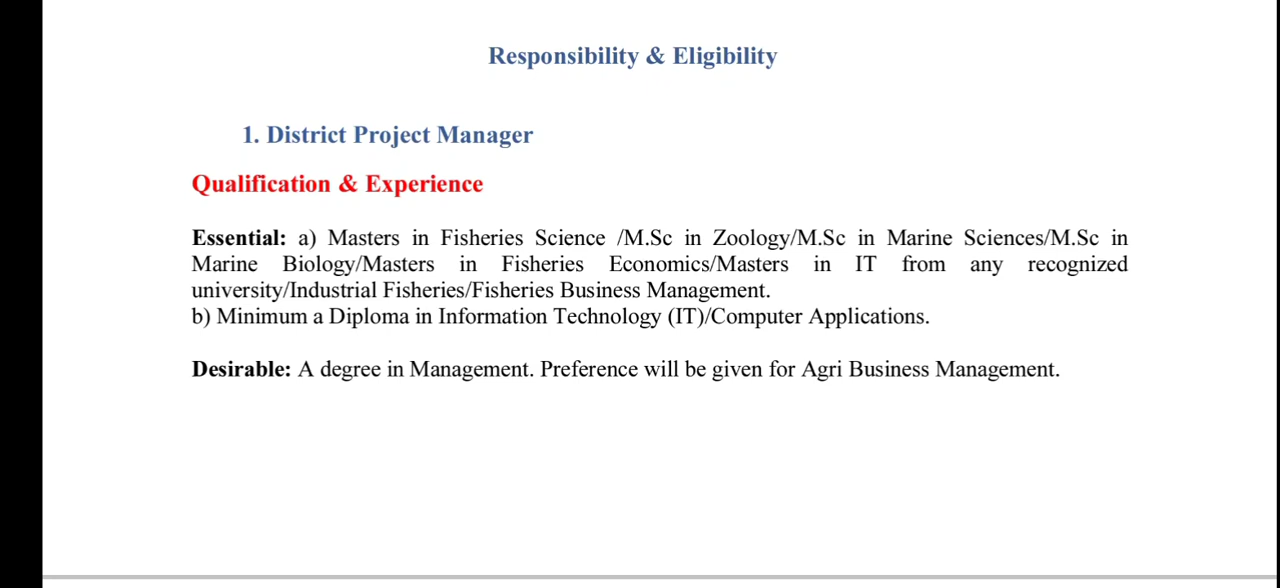 Responsibility & Eligibility
1. District Project Manager
Qualification & Experience
Essential: a) Masters in Fisheries Science /M.Sc in Zoology/M.Sc in Marine Sciences/M.Sc in
Marine Biology/Masters in Fisheries Economics/Masters in IT from any recognized
university/Industrial Fisheries/Fisheries Business Management.
b) Minimum a Diploma in Information Technology (IT)/Computer Applications.
Desirable: A degree in Management. Preference will be given for Agri Business Management.